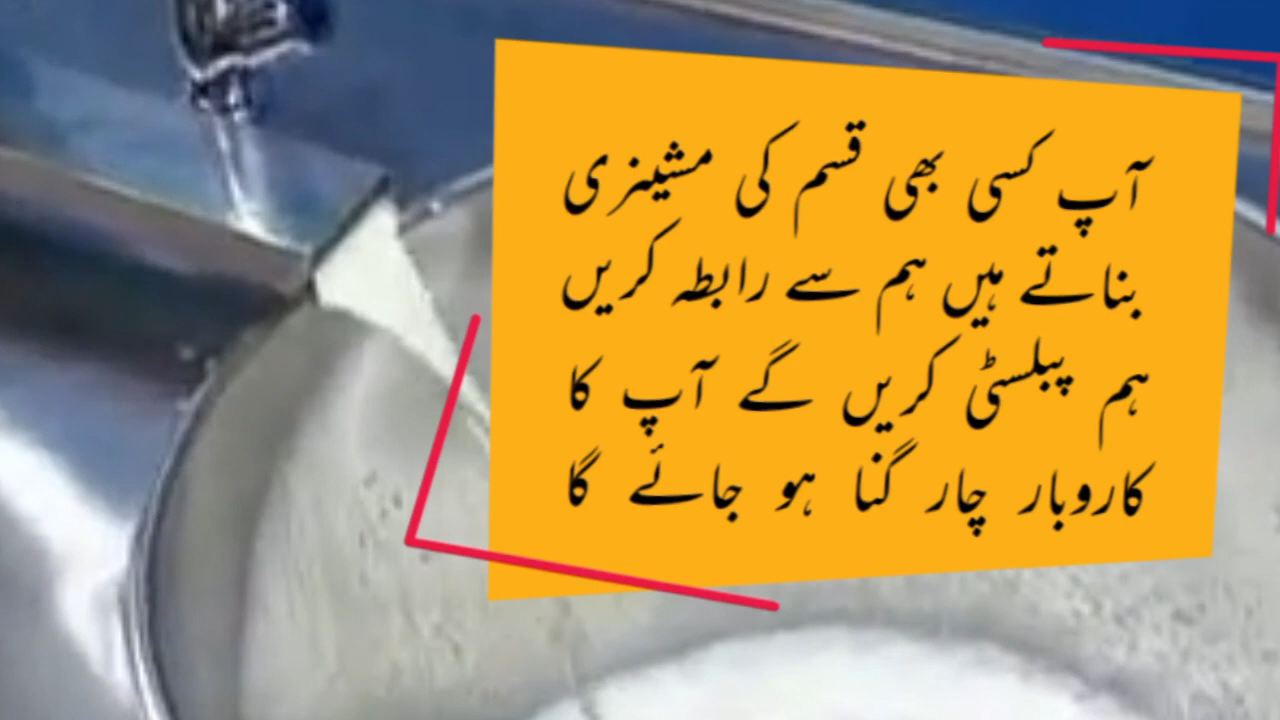 آپ کسی بھی قسم کی مشینزی
بناتے ہیں ہم سے رابطہ کریں
ہم پبلسٹی کریں گے آپ کا
کاروبار چار گنا ہو جائے گا